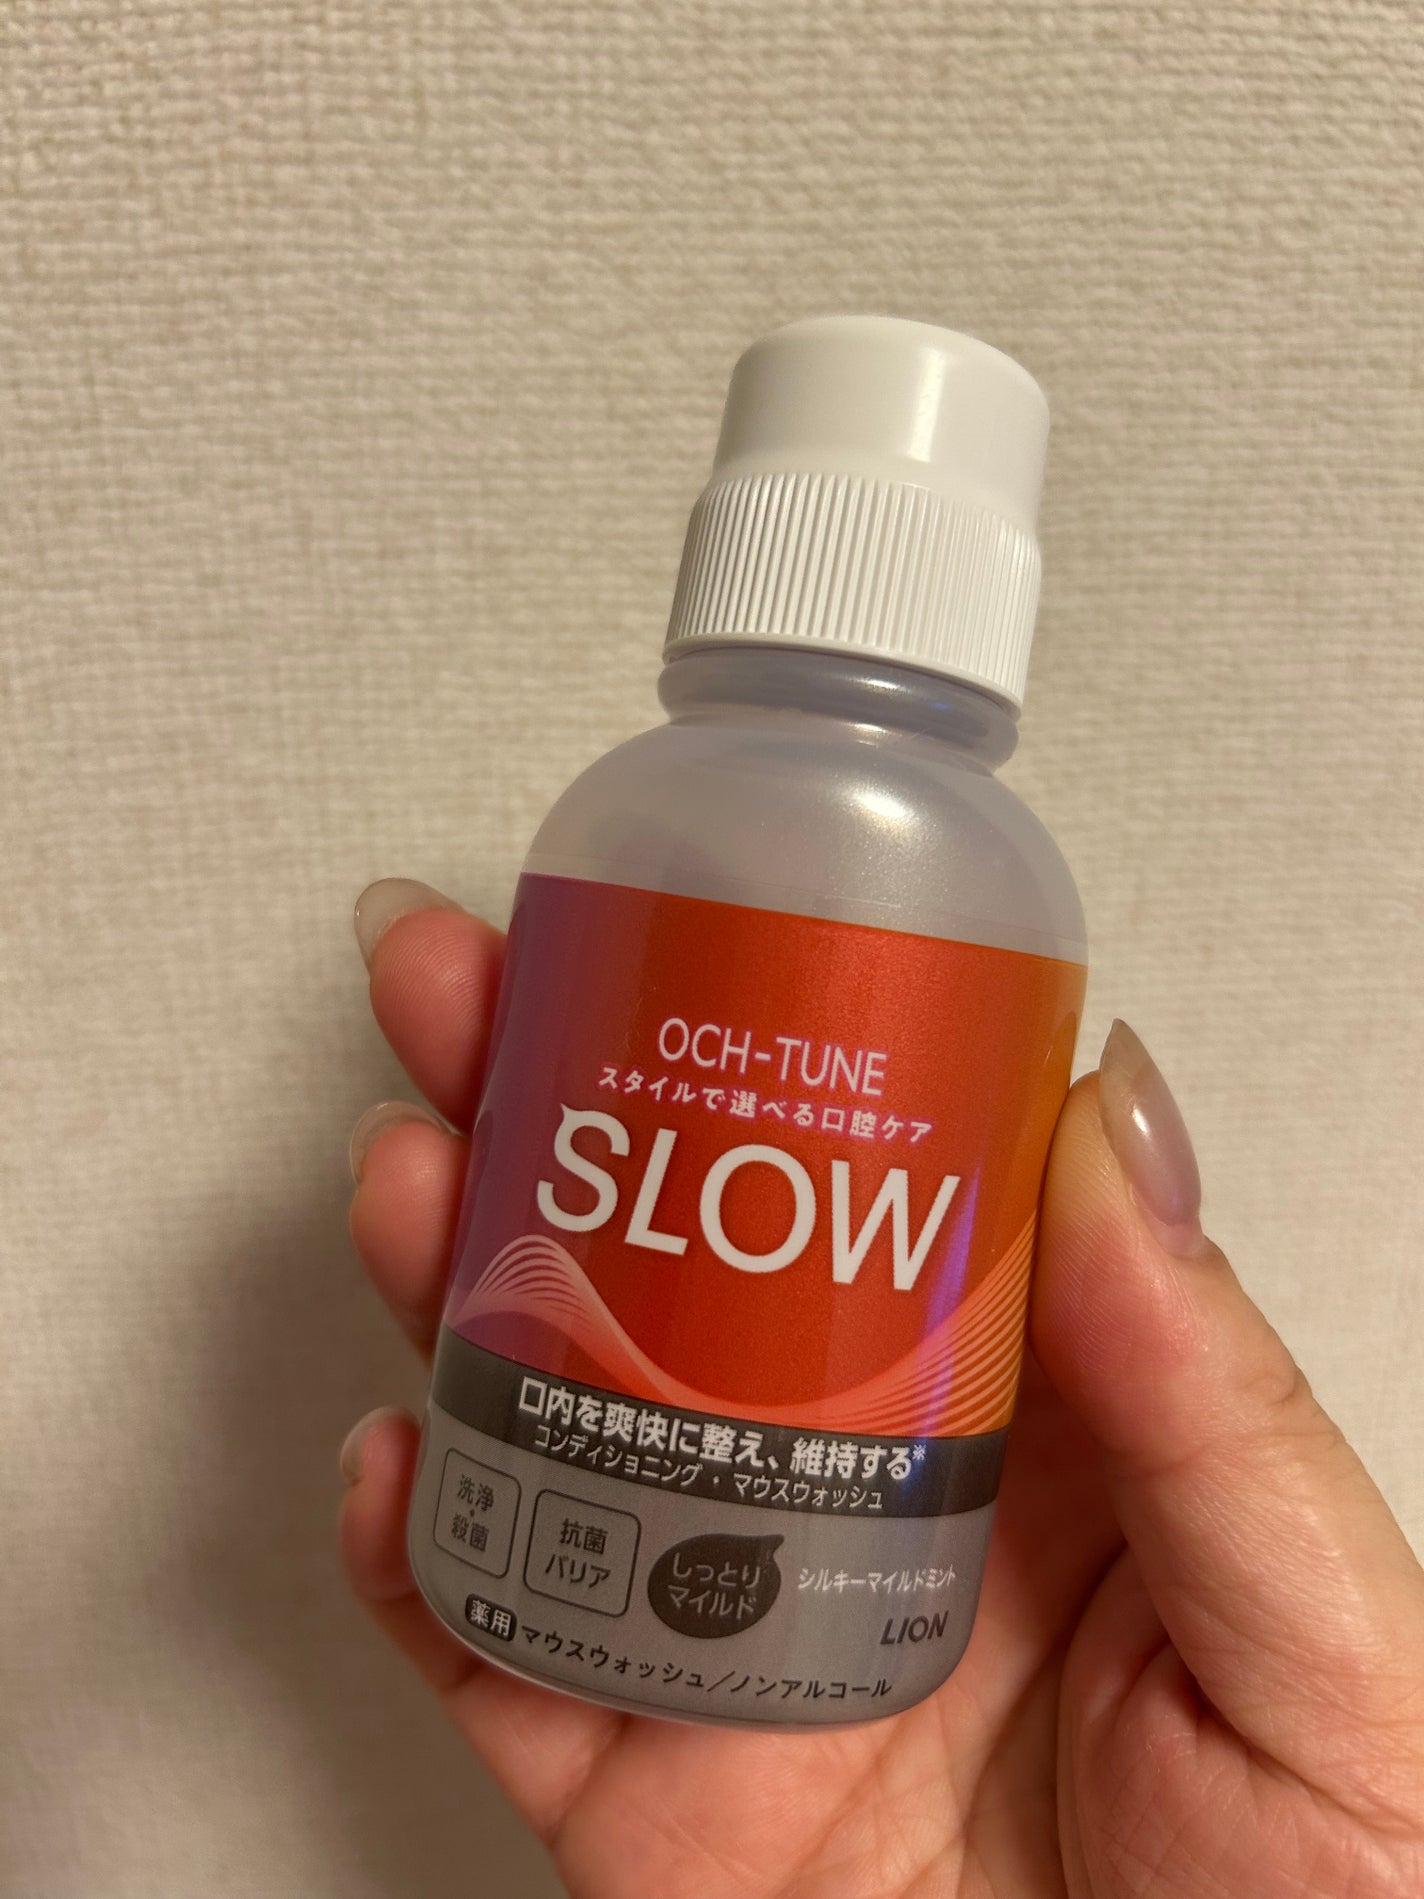 OCH-TUNE
スタイルで選べる口腔ケア
SLOW
口内を爽快に整え、維持する※
コンディショニング・マウスウォッシュ
洗浄
・
殺菌
抗菌
バリア
しっとり
マイルド
シルキーマイルドミント
LION
薬用 マウスウォッシュ/ノンアルコール